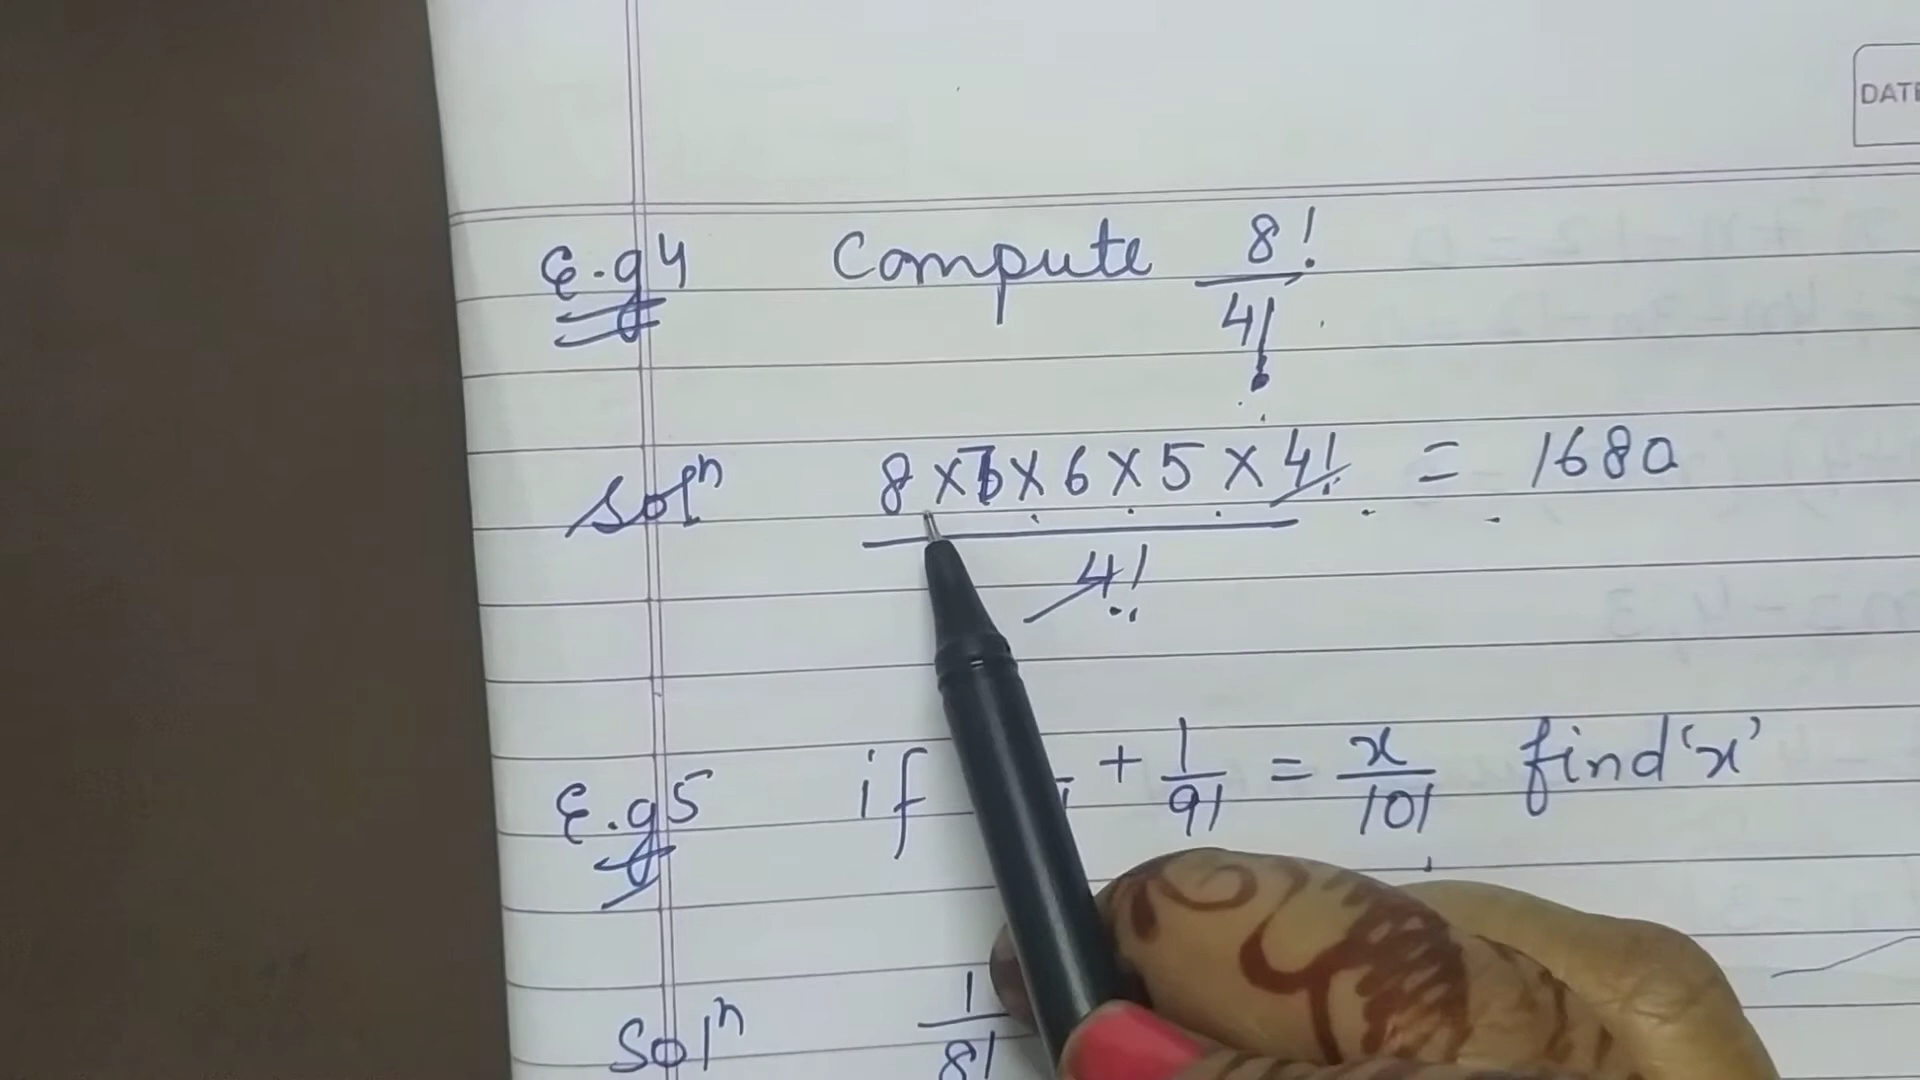 DATE
E.g4 Compute 8!/4!
Solⁿ 8×7×6×5×4!/4! = 1680
E.g5 if + 1/9! = x/10! find 'x'
Solⁿ 1/8!